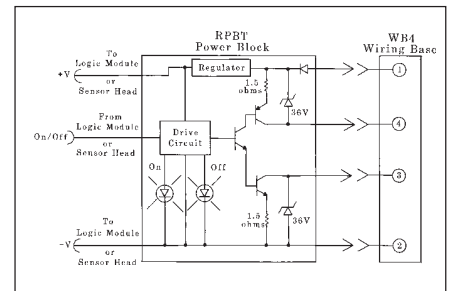 RPBT
Power Block
WB4
Wiring Base
To
Logic Module
or
Sensor Head
+V
Regulator
1
1.5
ohms
36V
4
From
Logic Module
or
Sensor Head
On/Off
Drive
Circuit
On
Off
3
1.5
ohms
36V
To
Logic Module
or
Sensor Head
-V
2